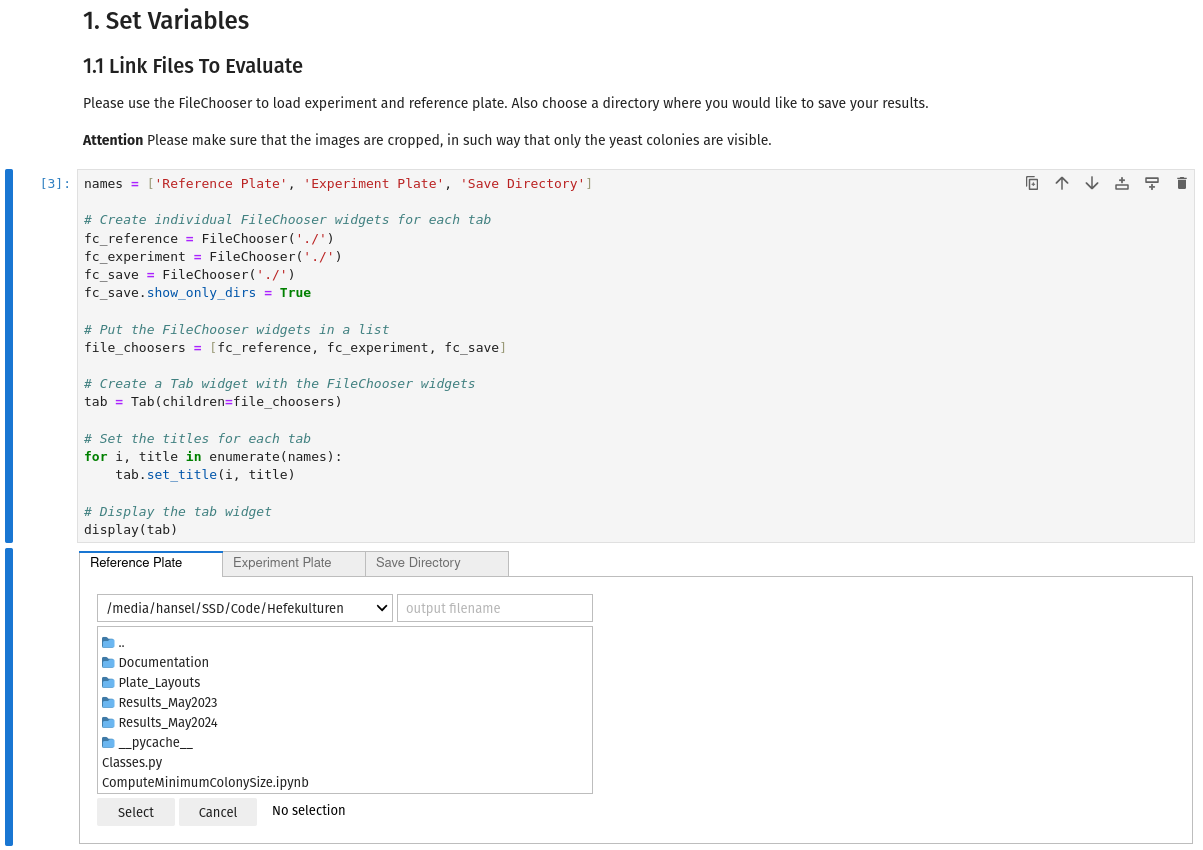 1. Set Variables
1.1 Link Files To Evaluate
Please use the FileChooser to load experiment and reference plate. Also choose a directory where you would like to save your results.
Attention Please make sure that the images are cropped, in such way that only the yeast colonies are visible.
[3]:
names = ['Reference Plate', 'Experiment Plate', 'Save Directory']
# Create individual FileChooser widgets for each tab
fc_reference = FileChooser('./')
fc_experiment = FileChooser('./')
fc_save = FileChooser('./')
fc_save.show_only_dirs = True
# Put the FileChooser widgets in a list
file_choosers = [fc_reference, fc_experiment, fc_save]
# Create a Tab widget with the FileChooser widgets
tab = Tab(children=file_choosers)
# Set the titles for each tab
for i, title in enumerate(names):
    tab.set_title(i, title)
# Display the tab widget
display(tab)
Reference Plate Experiment Plate Save Directory
/media/hansel/SSD/Code/Hefekulturen output filename
..
Documentation
Plate_Layouts
Results_May2023
Results_May2024
__pycache__
Classes.py
ComputeMinimumColonySize.ipynb
Select Cancel No selection